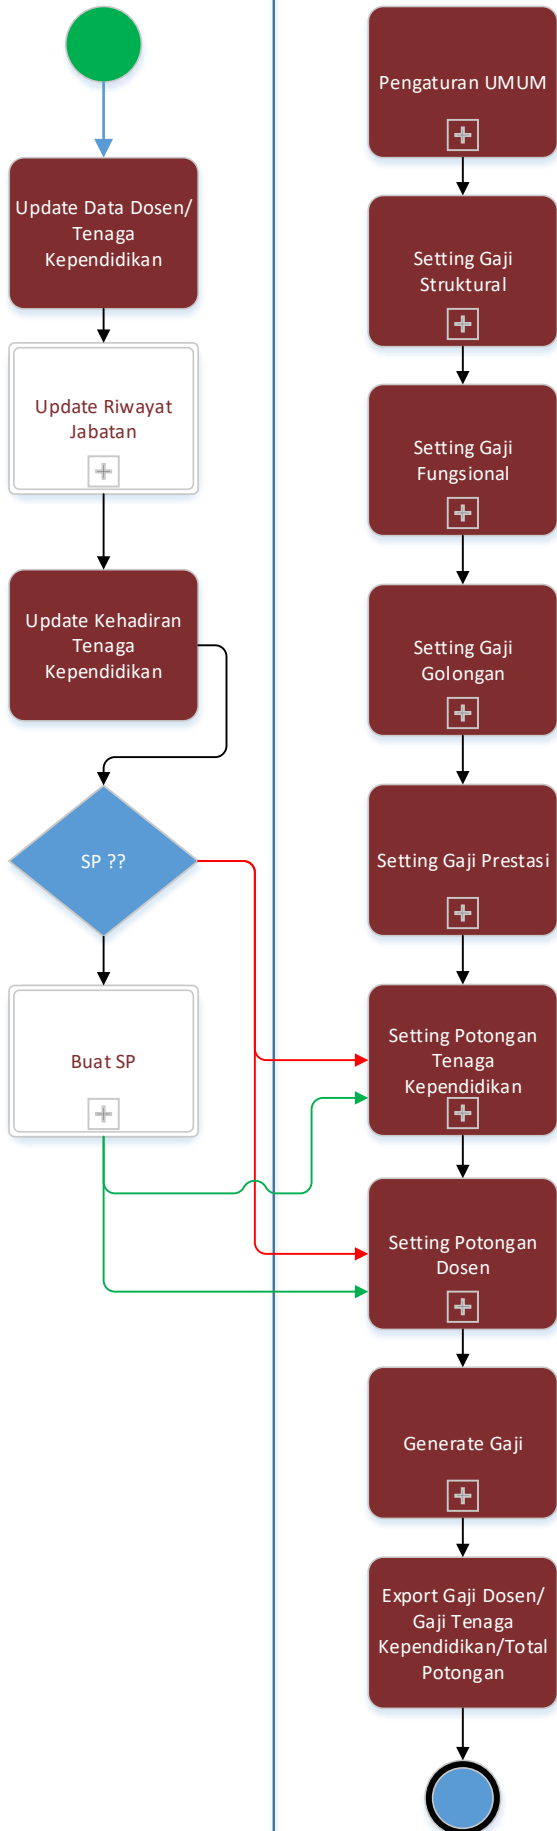 Update Data Dosen/
Tenaga
Kependidikan
Update Riwayat
Jabatan
Update Kehadiran
Tenaga
Kependidikan
SP ??
Buat SP
Pengaturan UMUM
Setting Gaji
Struktural
Setting Gaji
Fungsional
Setting Gaji
Golongan
Setting Gaji Prestasi
Setting Potongan
Tenaga
Kependidikan
Setting Potongan
Dosen
Generate Gaji
Export Gaji Dosen/
Gaji Tenaga
Kependidikan/Total
Potongan